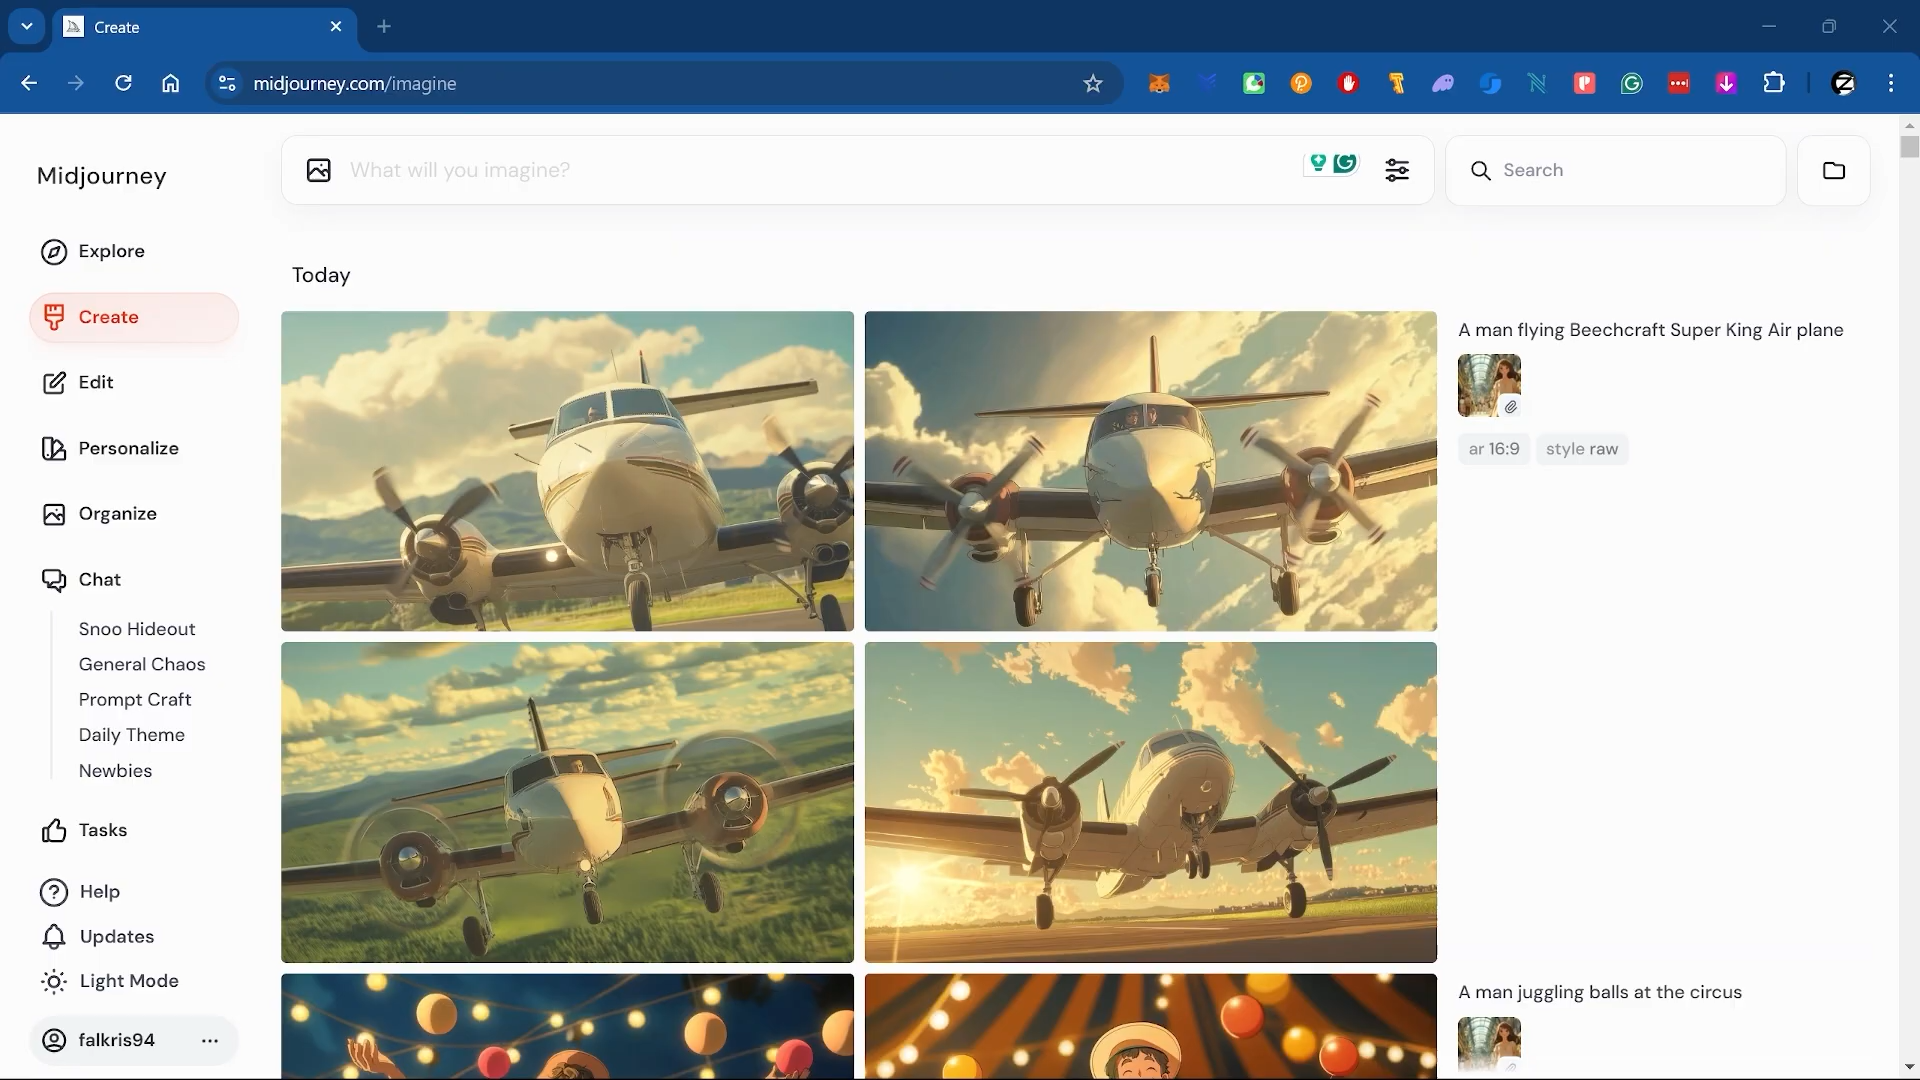 Create
midjourney.com/imagine
Midjourney
What will you imagine?
Search
Explore
Create
Edit
Personalize
Organize
Chat
Snoo Hideout
General Chaos
Prompt Craft
Daily Theme
Newbies
Tasks
Help
Updates
Light Mode
falkris94
Today
A man flying Beechcraft Super King Air plane
ar 16:9 style raw
A man juggling balls at the circus